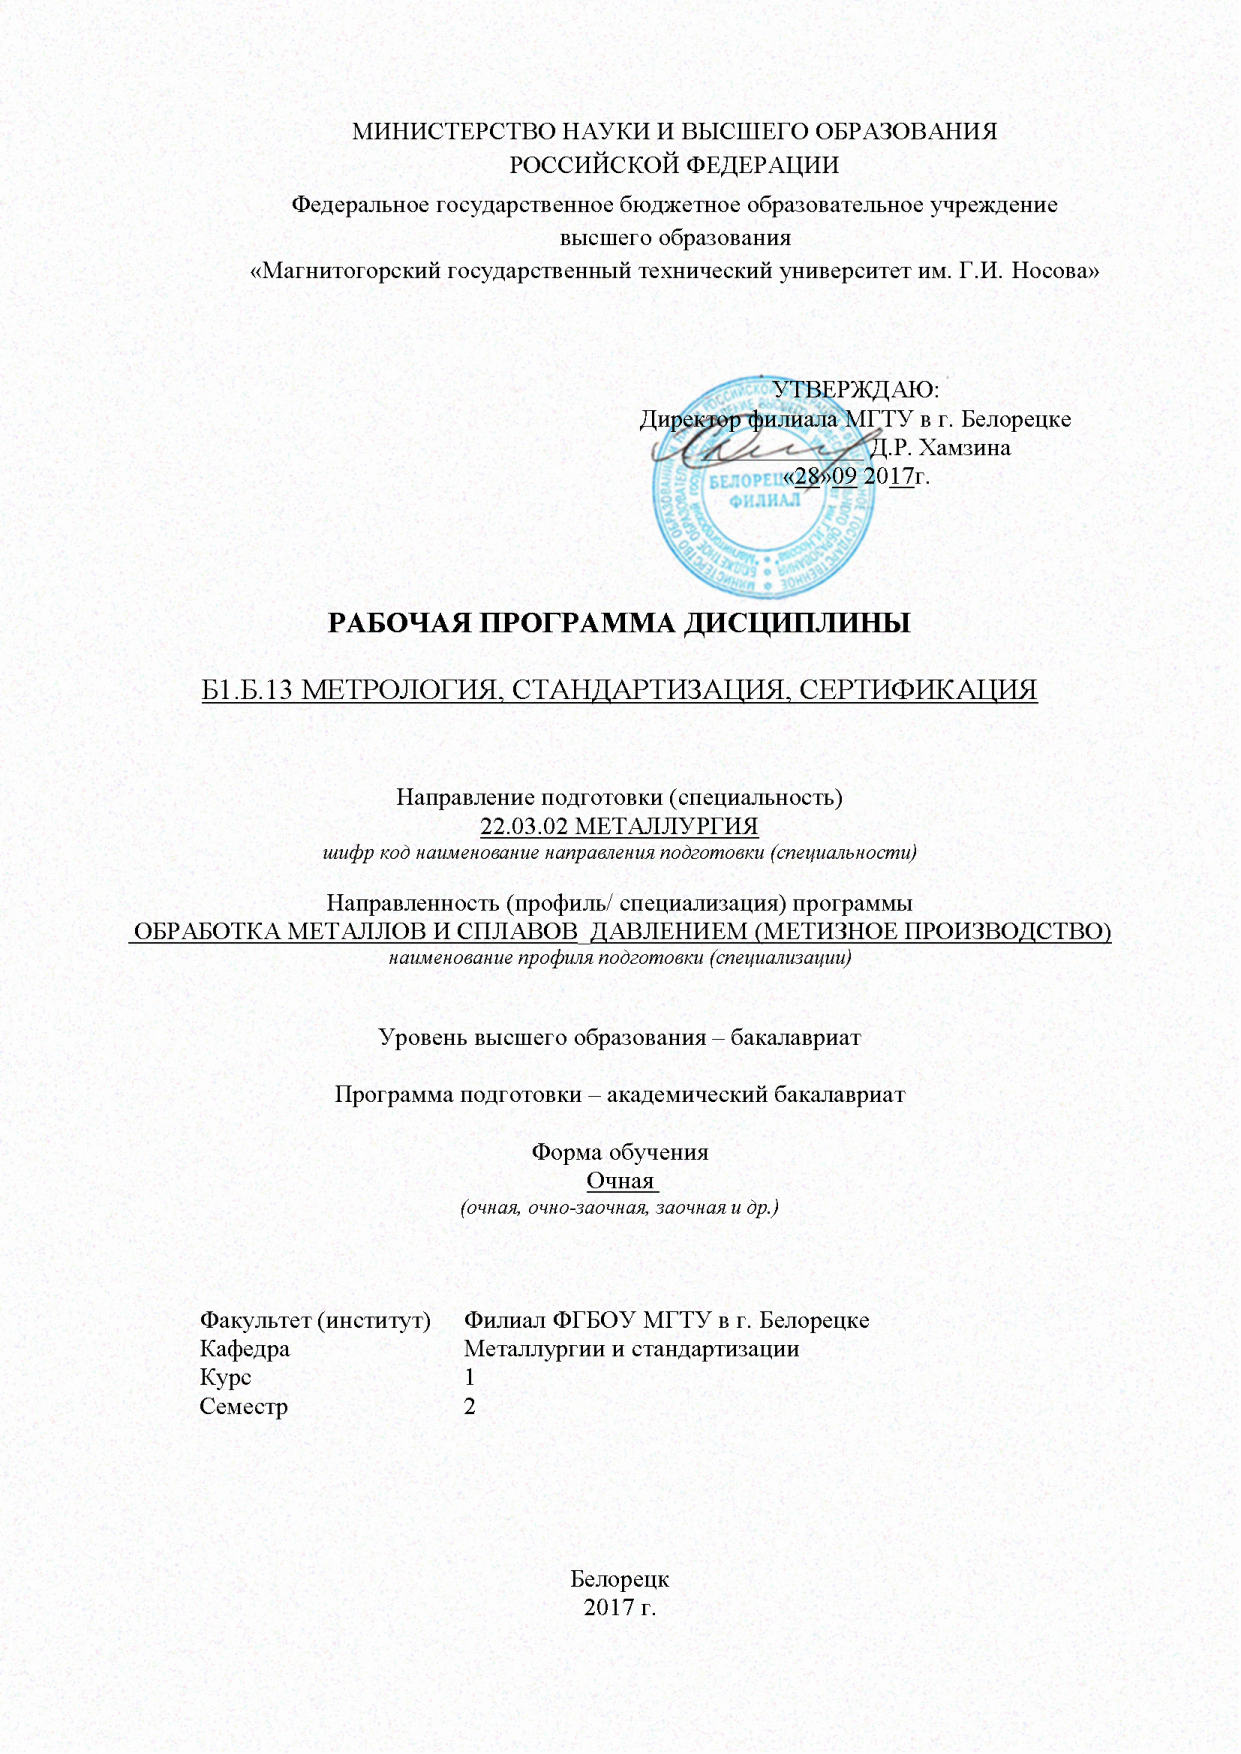 МИНИСТЕРСТВО НАУКИ И ВЫСШЕГО ОБРАЗОВАНИЯ
РОССИЙСКОЙ ФЕДЕРАЦИИ
Федеральное государственное бюджетное образовательное учреждение
высшего образования
«Магнитогорский государственный технический университет им. Г.И. Носова»
УТВЕРЖДАЮ:
Директор филиала МГТУ в г. Белорецке
Д.Р. Хамзина
«28»09 2017г.
БЕЛОРЕЦ
ФИЛИАЛ
РАБОЧАЯ ПРОГРАММА ДИСЦИПЛИНЫ
Б1.Б.13 МЕТРОЛОГИЯ, СТАНДАРТИЗАЦИЯ, СЕРТИФИКАЦИЯ
Направление подготовки (специальность)
22.03.02 МЕТАЛЛУРГИЯ
шифр код наименование направления подготовки (специальности)
Направленность (профиль/ специализация) программы
ОБРАБОТКА МЕТАЛЛОВ И СПЛАВОВ ДАВЛЕНИЕМ (МЕТИЗНОЕ ПРОИЗВОДСТВО)
наименование профиля подготовки (специализации)
Уровень высшего образования – бакалавриат
Программа подготовки – академический бакалавриат
Форма обучения
Очная
(очная, очно-заочная, заочная и др.)
Факультет (институт) Филиал ФГБОУ МГТУ в г. Белорецке
Кафедра Металлургии и стандартизации
Курс 1
Семестр 2
Белорецк
2017 г.